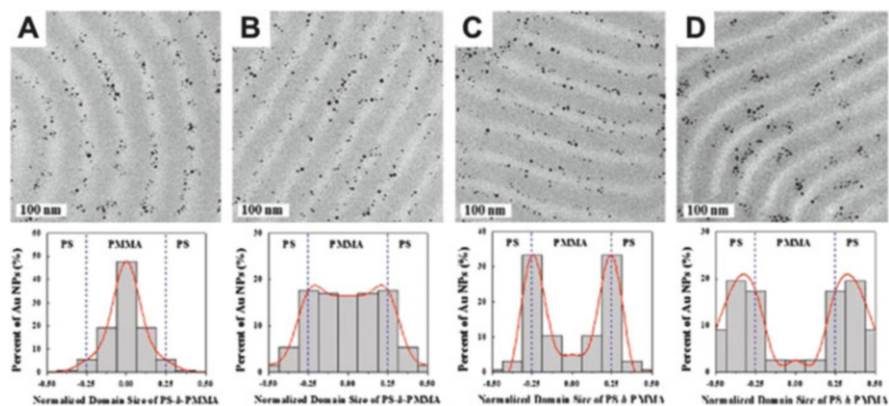 A B C D
100 nm 100 nm 100 nm 100 nm
Percent of Au NPs (%)
60
50
40
30
20
10
0
PS PMMA PS
-0.50 -0.25 0.00 0.25 0.50
Normalized Domain Size of PS-b-PMMA
Percent of Au NPs (%)
30
20
10
0
PS PMMA PS
-0.50 -0.25 0.00 0.25 0.50
Normalized Domain Size of PS-b-PMMA
Percent of Au NPs (%)
40
30
20
10
0
PS PMMA PS
-0.50 -0.25 0.00 0.25 0.50
Normalized Domain Size of PS-b-PMMA
Percent of Au NPs (%)
30
20
10
0
PS PMMA PS
-0.50 -0.25 0.00 0.25 0.50
Normalized Domain Size of PS-b-PMMA